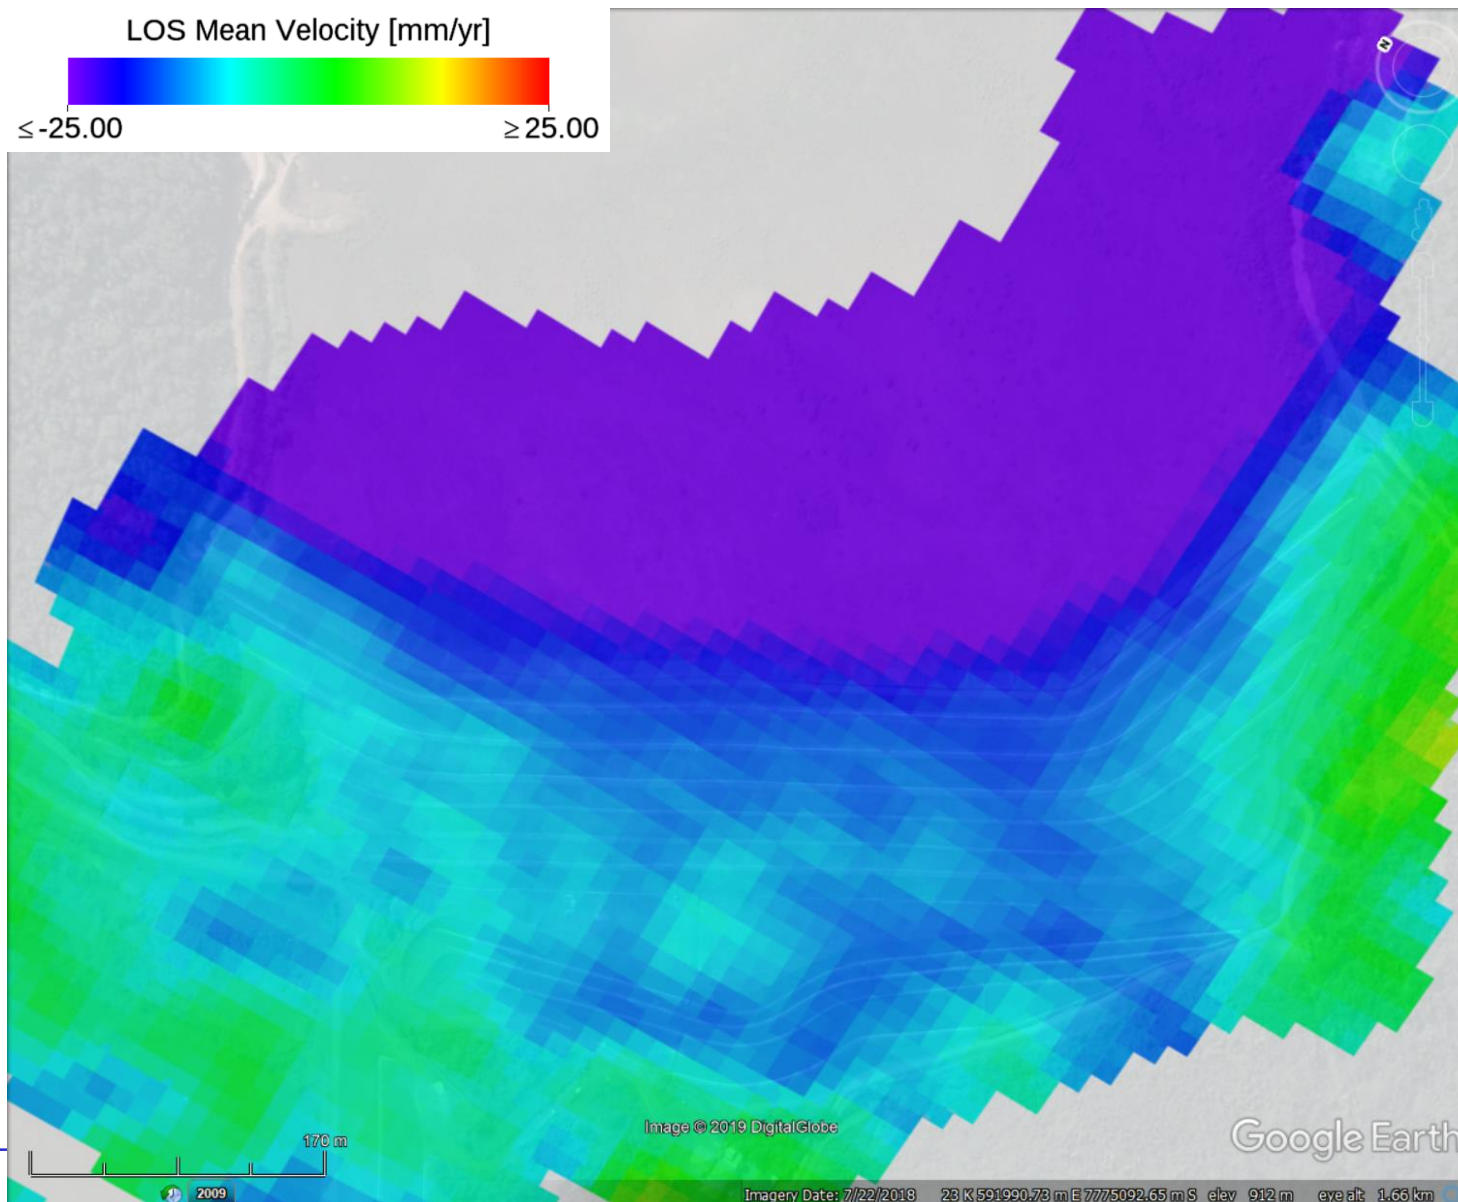 LOS Mean Velocity [mm/yr]
≤ -25.00 ≥ 25.00
N
170 m
Image © 2019 DigitalGlobe
Google Earth
2009
Imagery Date: 7/22/2018 23 K 591990.73 m E 7775092.65 m S elev 912 m eye alt 1.66 km